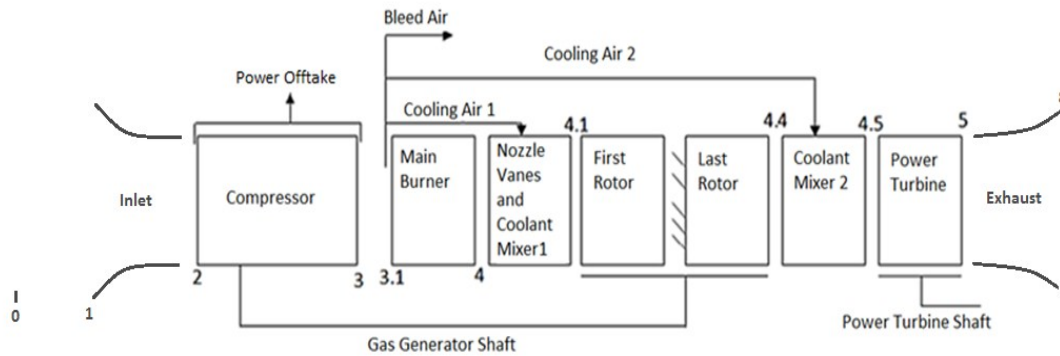 Bleed Air
Cooling Air 2
Power Offtake
Cooling Air 1
4.1
4.4
4.5
5
Inlet
Compressor
Main
Burner
Nozzle
Vanes
and
Coolant
Mixer1
First
Rotor
Last
Rotor
Coolant
Mixer 2
Power
Turbine
Exhaust
2
3
3.1
4
0
1
Gas Generator Shaft
Power Turbine Shaft